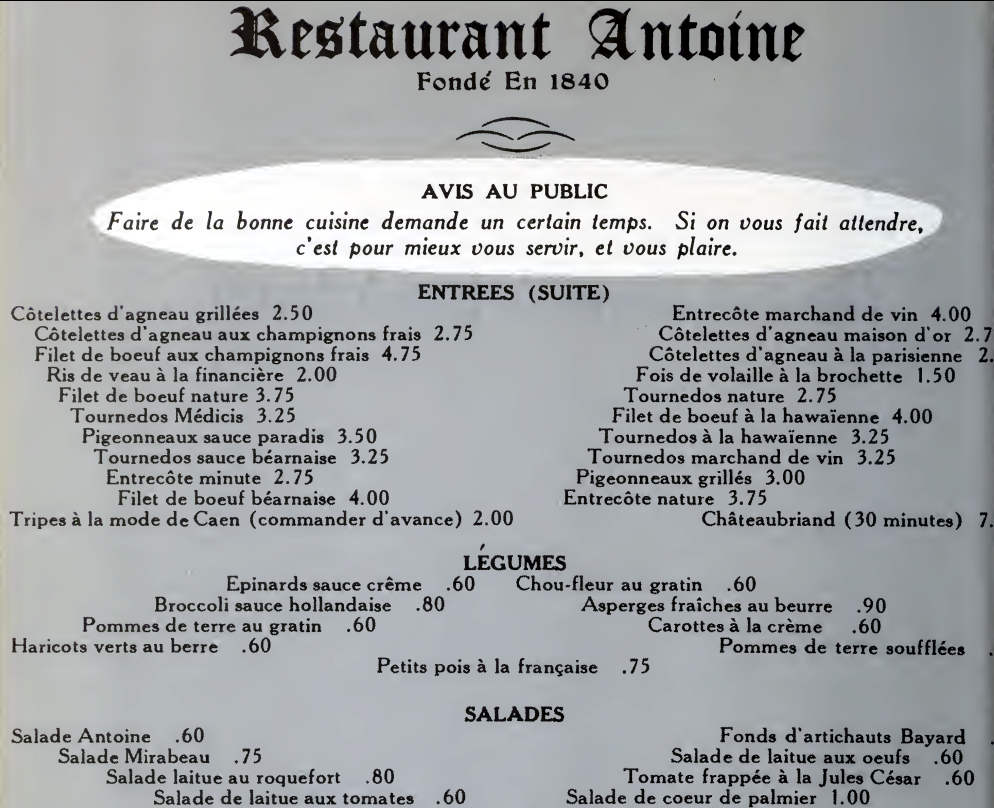 Restaurant Antoine
Fondé En 1840
AVIS AU PUBLIC
Faire de la bonne cuisine demande un certain temps. Si on vous fait attendre,
c'est pour mieux vous servir, et vous plaire.
ENTREES (SUITE)
Côtelettes d'agneau grillées 2.50
Côtelettes d'agneau aux champignons frais 2.75
Filet de boeuf aux champignons frais 4.75
Ris de veau à la financière 2.00
Filet de boeuf nature 3.75
Tournedos Médicis 3.25
Pigeonneaux sauce paradis 3.50
Tournedos sauce béarnaise 3.25
Entrecôte minute 2.75
Filet de boeuf béarnaise 4.00
Tripes à la mode de Caen (commander d'avance) 2.00
Entrecôte marchand de vin 4.00
Côtelettes d'agneau maison d'or 2.7
Côtelettes d'agneau à la parisienne 2.
Fois de volaille à la brochette 1.50
Tournedos nature 2.75
Filet de boeuf à la hawaïenne 4.00
Tournedos à la hawaïenne 3.25
Tournedos marchand de vin 3.25
Pigeonneaux grillés 3.00
Entrecôte nature 3.75
Châteaubriand (30 minutes) 7.
LÉGUMES
Epinards sauce crême .60
Broccoli sauce hollandaise .80
Pommes de terre au gratin .60
Haricots verts au berre .60
Chou-fleur au gratin .60
Asperges fraîches au beurre .90
Carottes à la crème .60
Pommes de terre soufflées .
Petits pois à la française .75
SALADES
Salade Antoine .60
Salade Mirabeau .75
Salade laitue au roquefort .80
Salade de laitue aux tomates .60
Fonds d'artichauts Bayard .
Salade de laitue aux oeufs .60
Tomate frappée à la Jules César .60
Salade de coeur de palmier 1.00